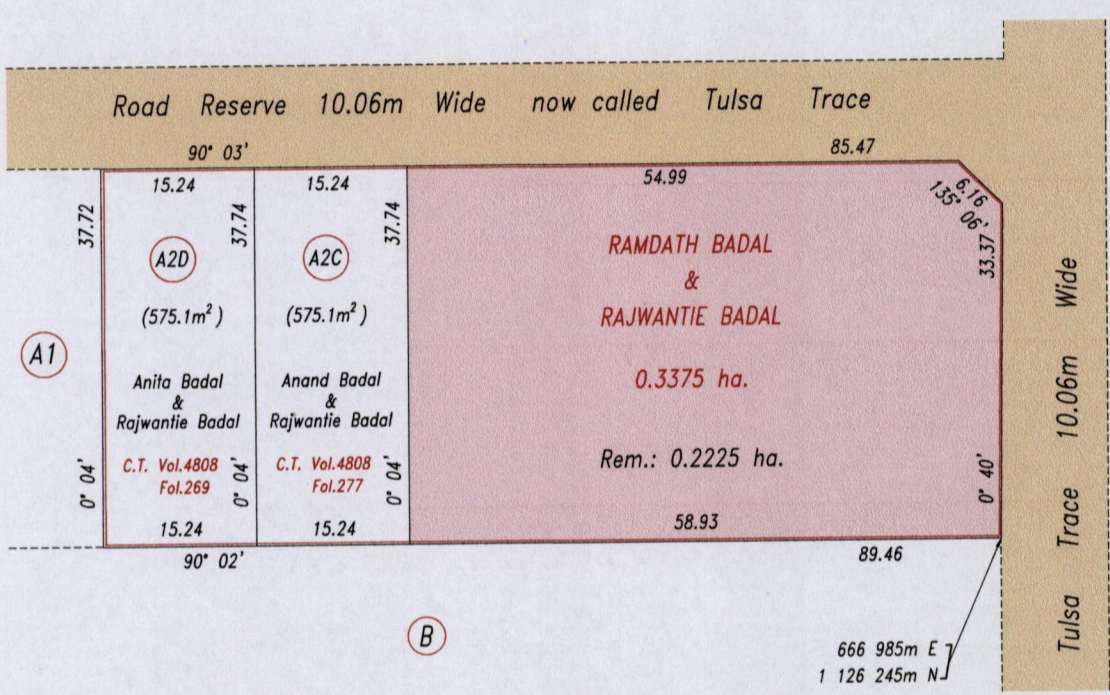 Road Reserve 10.06m Wide now called Tulsa Trace
90° 03'
85.47
15.24
15.24
54.99
6.16
135° 06'
37.72
37.74
37.74
33.37
A2D
(575.1m²)
Anita Badal
&
Rajwantie Badal
C.T. Vol.4808
Fol.269
A2C
(575.1m²)
Anand Badal
&
Rajwantie Badal
C.T. Vol.4808
Fol.277
RAMDATH BADAL
&
RAJWANTIE BADAL
0.3375 ha.
Rem.: 0.2225 ha.
A1
0° 04'
0° 04'
0° 04'
0° 40'
15.24
15.24
58.93
90° 02'
89.46
B
666 985m E
1 126 245m N
Tulsa Trace 10.06m Wide